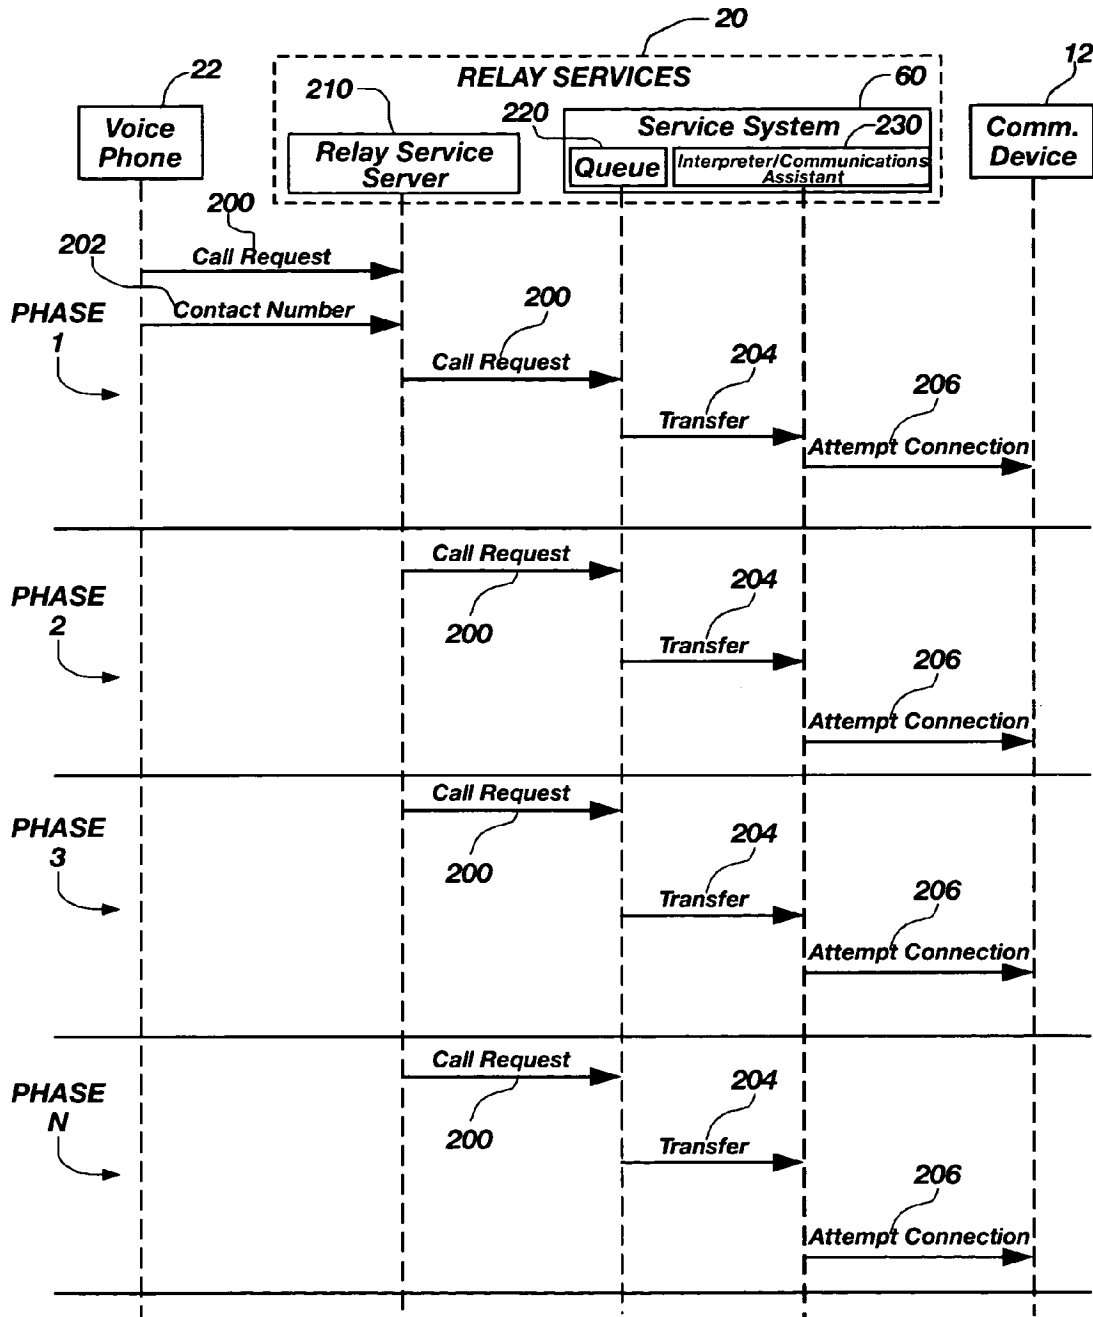 20
22
RELAY SERVICES
60
12
210
220
Service System
230
Voice
Phone
Relay Service
Server
Queue
Interpreter/Communications
Assistant
Comm.
Device
200
202
Call Request
Contact Number
PHASE
1
200
Call Request
204
Transfer
206
Attempt Connection
Call Request
PHASE
2
200
204
Transfer
206
Attempt Connection
Call Request
PHASE
3
200
204
Transfer
206
Attempt Connection
Call Request
PHASE
N
200
204
Transfer
206
Attempt Connection